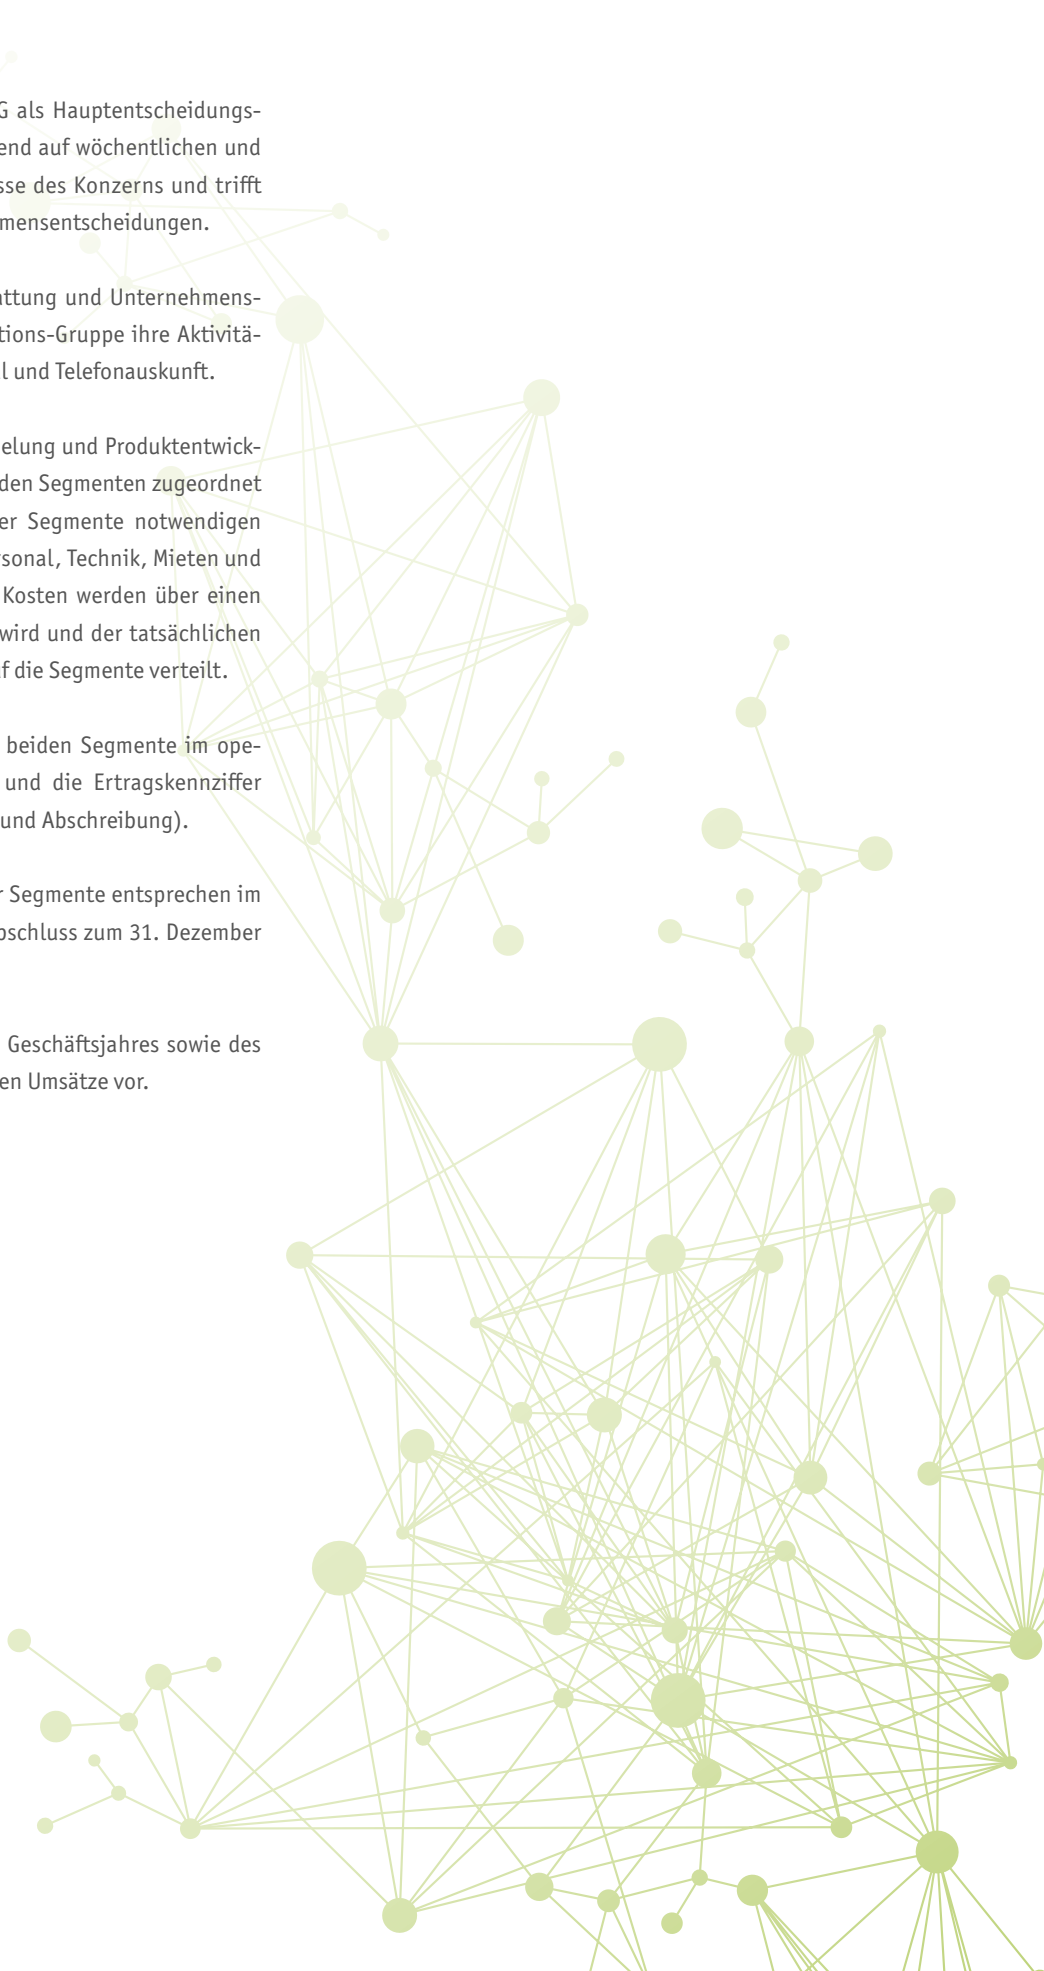 G als Hauptentscheidungs-
end auf wöchentlichen und
sse des Konzerns und trifft
mensentscheidungen.
attung und Unternehmens-
tions-Gruppe ihre Aktivitä-
l und Telefonauskunft.
elung und Produktentwick-
den Segmenten zugeordnet
er Segmente notwendigen
rsonal, Technik, Mieten und
Kosten werden über einen
wird und der tatsächlichen
f die Segmente verteilt.
beiden Segmente im ope-
und die Ertragskennziffer
und Abschreibung).
r Segmente entsprechen im
bschluss zum 31. Dezember
Geschäftsjahres sowie des
en Umsätze vor.